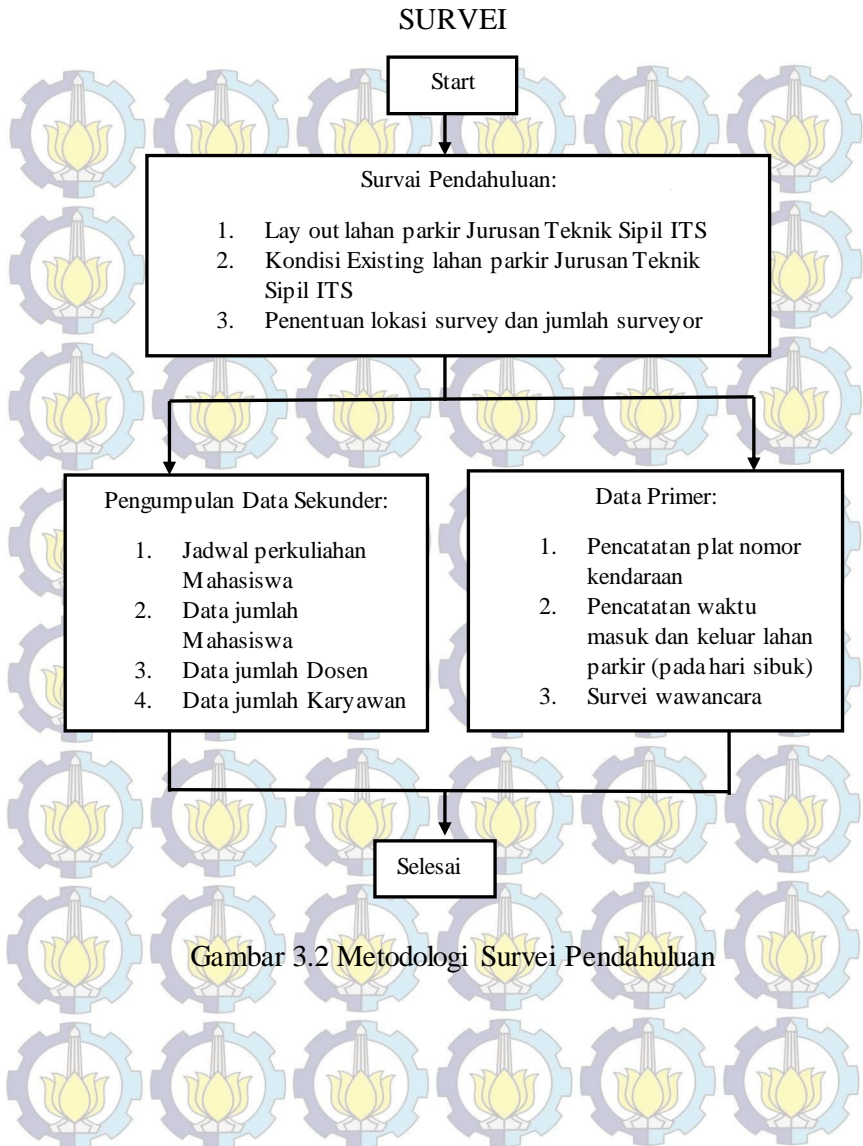 SURVEI
Start
Survai Pendahuluan:
1. Lay out lahan parkir Jurusan Teknik Sipil ITS
2. Kondisi Existing lahan parkir Jurusan Teknik
Sipil ITS
3. Penentuan lokasi survey dan jumlah surveyor
Pengumpulan Data Sekunder:
1. Jadwal perkuliahan
Mahasiswa
2. Data jumlah
Mahasiswa
3. Data jumlah Dosen
4. Data jumlah Karyawan
Data Primer:
1. Pencatatan plat nomor
kendaraan
2. Pencatatan waktu
masuk dan keluar lahan
parkir (pada hari sibuk)
3. Survei wawancara
Selesai
Gambar 3.2 Metodologi Survei Pendahuluan